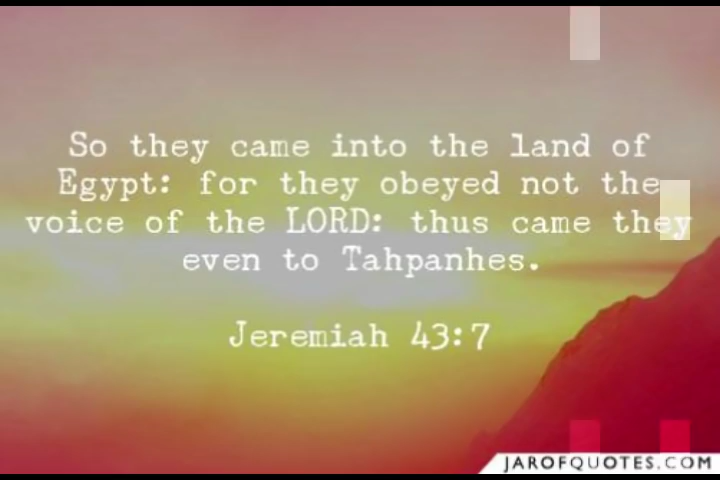 So they came into the land of
Egypt: for they obeyed not the
voice of the LORD: thus came they
even to Tahpanhes.
Jeremiah 43:7
JAROFQUOTES.COM